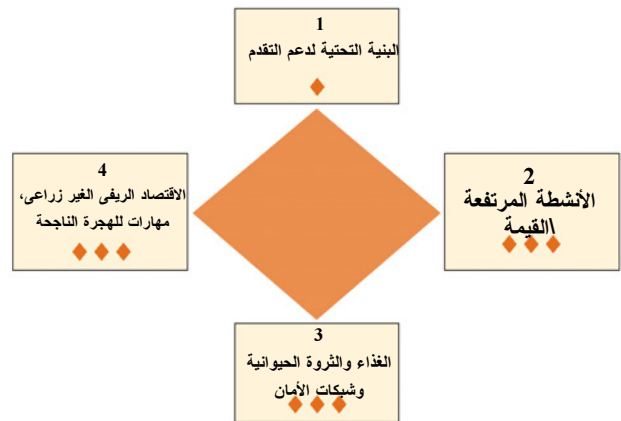 1
البنية التحتية لدعم التقدم
4
الاقتصاد الريفى الغير زراعى،
مهارات للهجرة الناجحة
2
الأنشطة المرتفعة
\القيمة
3
الغذاء والثروة الحيوانية
وشبكات الأمان